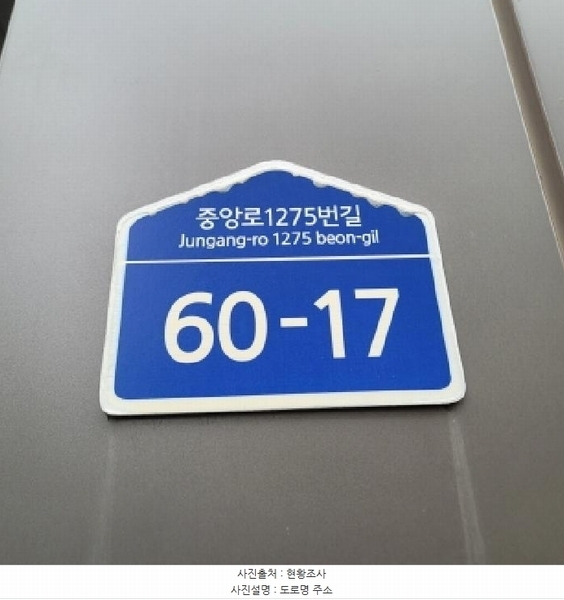 중앙로1275번길
Jungang-ro 1275 beon-gil
60-17
사진출처 : 현황조사
사진설명 : 도로명 주소